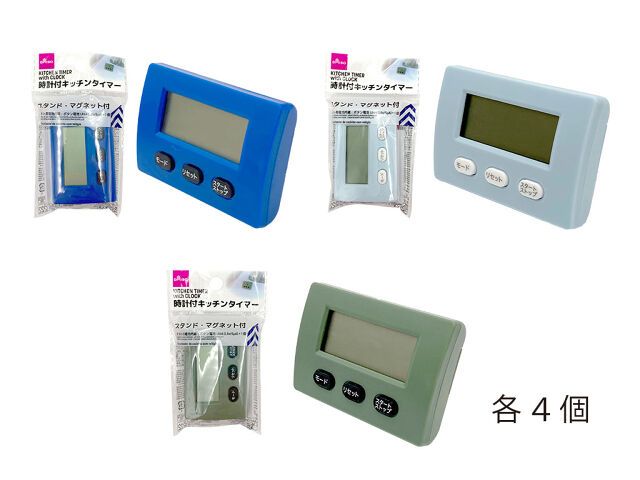 DAISO
KITCHEN TIMER
with CLOCK
時計付キッチンタイマー
スタンド・マグネット付
モード
リセット
スタート
ストップ
DAISO
KITCHEN TIMER
with CLOCK
時計付キッチンタイマー
スタンド・マグネット付
モード
リセット
スタート
ストップ
DAISO
KITCHEN TIMER
with CLOCK
時計付キッチンタイマー
スタンド・マグネット付
モード
リセット
スタート
ストップ
各4個